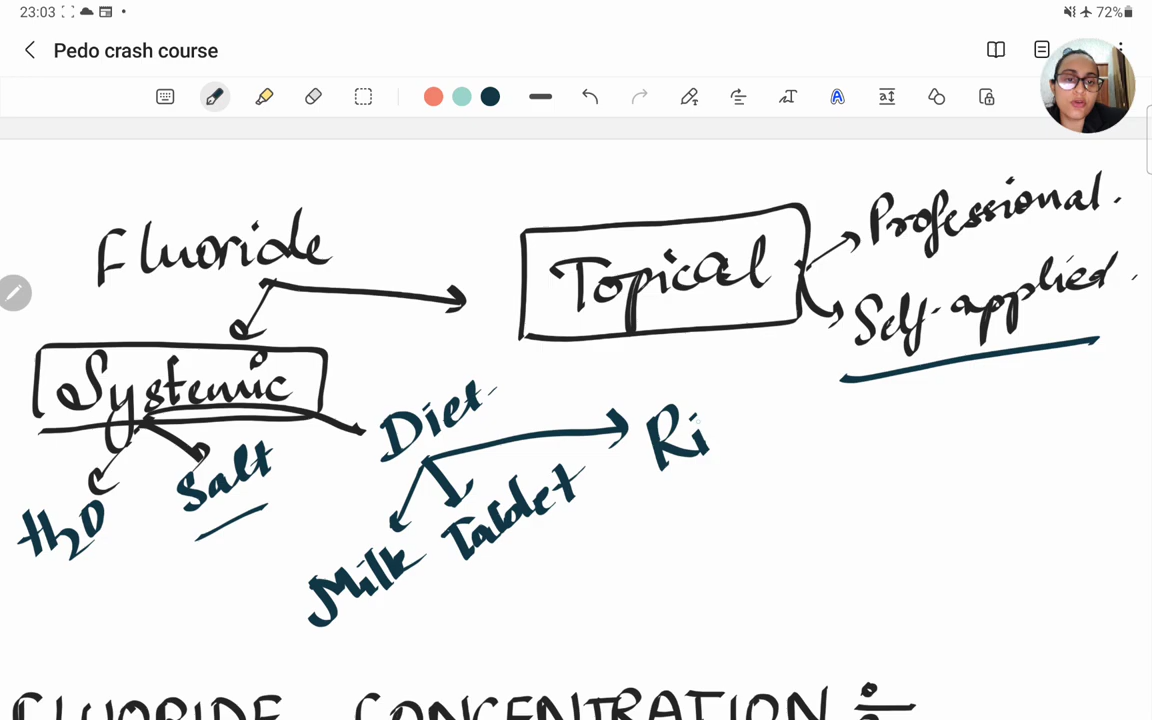 23:03
72%
Pedo crash course
Fluoride
Topical
Professional.
Self-applied.
Systemic
Diet
H2O
Salt
Milk
Tablet
Ri
FLUORIDE CONCENTRATION ÷